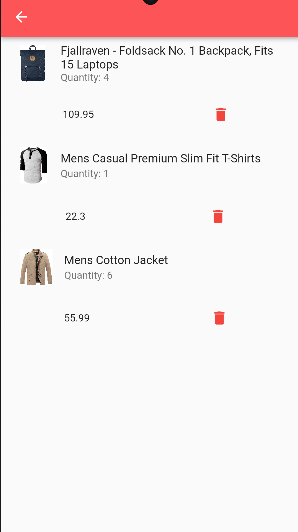 Fjallraven - Foldsack No. 1 Backpack, Fits
15 Laptops
Quantity: 4
109.95
Mens Casual Premium Slim Fit T-Shirts
Quantity: 1
22.3
Mens Cotton Jacket
Quantity: 6
55.99